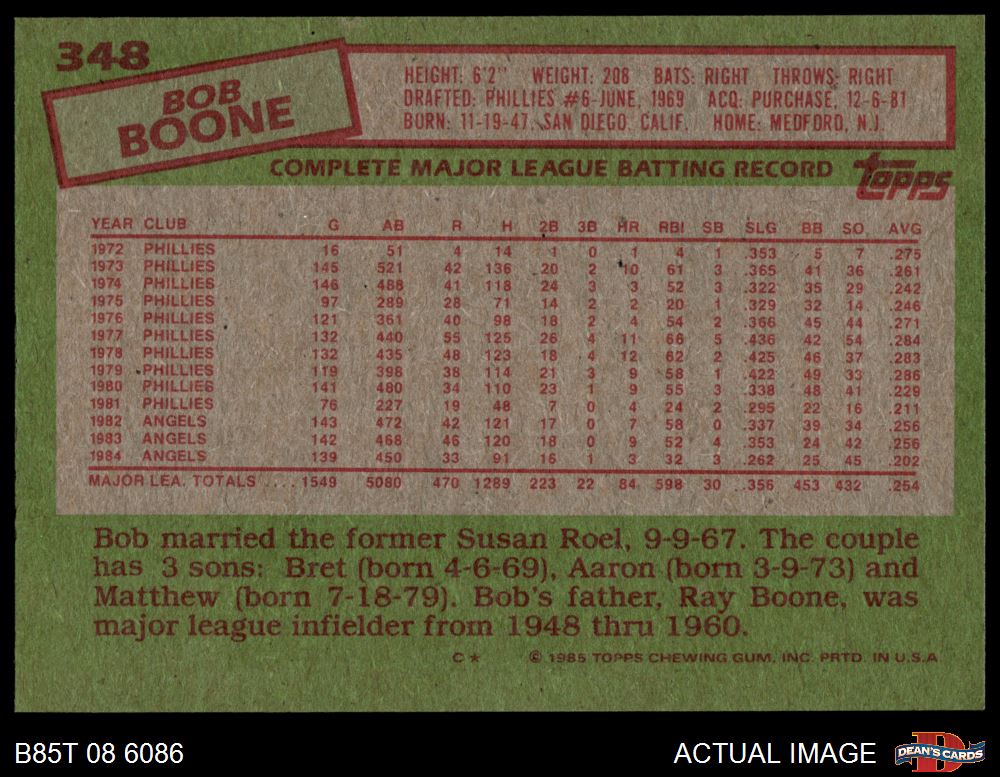 348
BOB
BOONE
HEIGHT: 6'2" WEIGHT: 208 BATS: RIGHT THROWS: RIGHT
DRAFTED: PHILLIES #6-JUNE, 1969 ACQ: PURCHASE, 12-6-81
BORN: 11-19-47, SAN DIEGO, CALIF. HOME: MEDFORD, N.J.
COMPLETE MAJOR LEAGUE BATTING RECORD
Topps
YEAR CLUB G AB R H 2B 3B HR RBI SB SLG BB SO. AVG
1972 PHILLIES 16 51 4 14 1 0 1 4 1 .353 5 7 .275
1973 PHILLIES 145 521 42 136 20 2 10 61 3 .365 41 36 .261
1974 PHILLIES 146 488 41 118 24 3 3 52 3 .322 35 29 .242
1975 PHILLIES 97 289 28 71 14 2 2 20 1 .329 32 14 .246
1976 PHILLIES 121 361 40 98 18 2 4 54 2 .366 45 44 .271
1977 PHILLIES 132 440 55 125 26 4 11 66 5 .436 42 54 .284
1978 PHILLIES 132 435 48 123 18 4 12 62 2 .425 46 37 .283
1979 PHILLIES 119 398 38 114 21 3 9 58 1 .422 49 33 .286
1980 PHILLIES 141 480 34 110 23 1 9 55 3 .338 48 41 .229
1981 PHILLIES 76 227 19 48 7 0 4 24 2 .295 22 16 .211
1982 ANGELS 143 472 42 121 17 0 7 58 0 .337 39 34 .256
1983 ANGELS 142 468 46 120 18 0 9 52 4 .353 24 42 .256
1984 ANGELS 139 450 33 91 16 1 3 32 3 .262 25 45 .202
MAJOR LEA. TOTALS .... 1549 5080 470 1289 223 22 84 598 30 .356 453 432 .254
Bob married the former Susan Roel, 9-9-67. The couple
has 3 sons: Bret (born 4-6-69), Aaron (born 3-9-73) and
Matthew (born 7-18-79). Bob's father, Ray Boone, was
major league infielder from 1948 thru 1960.
C* © 1985 TOPPS CHEWING GUM, INC. PRTD. IN U.S.A.
B85T 08 6086 ACTUAL IMAGE DEAN'S CARDS